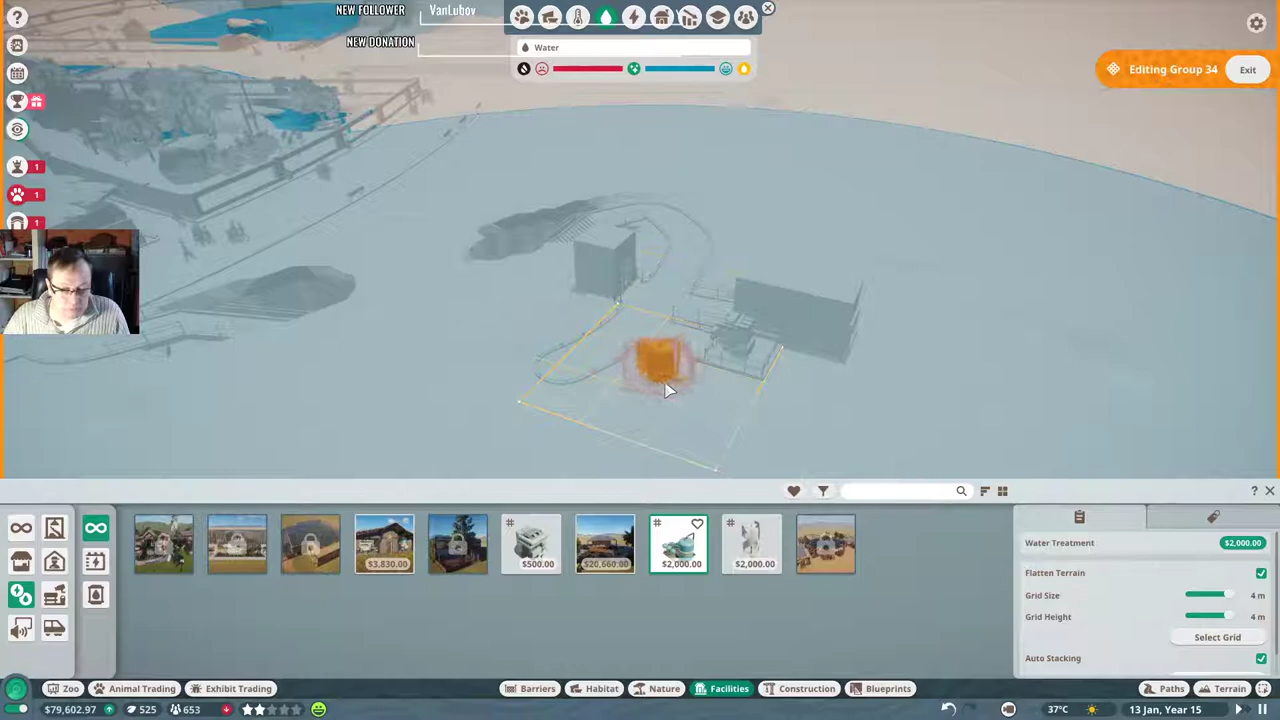 NEW FOLLOWER VanLubov
NEW DONATION
Water
Editing Group 34 Exit
1
1
1
$3,830.00
$500.00
$20,660.00
$2,000.00
$2,000.00
Water Treatment $2,000.00
Flatten Terrain
Grid Size 4 m
Grid Height 4 m
Select Grid
Auto Stacking
Zoo Animal Trading Exhibit Trading Barriers Habitat Nature Facilities Construction Blueprints Paths Terrain
$79,602.97 525 653 37°C 13 Jan, Year 15